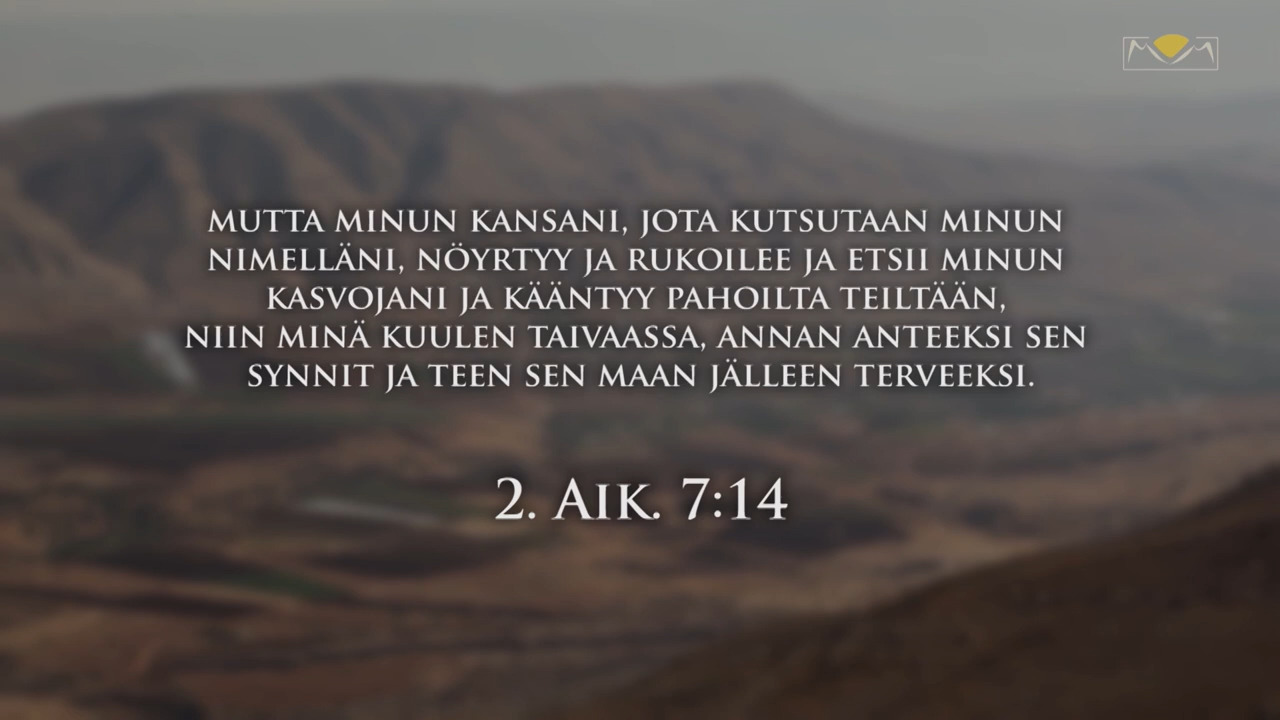 MUTTA MINUN KANSANI, JOTA KUTSUTAAN MINUN
NIMELLÄNI, NÖYRTYY JA RUKOILEE JA ETSII MINUN
KASVOJANI JA KÄÄNTYY PAHOILTA TEILTÄÄN,
NIIN MINÄ KUULEN TAIVAASSA, ANNAN ANTEEKSI SEN
SYNNIT JA TEEN SEN MAAN JÄLLEEN TERVEEKSI.
2. AIK. 7:14